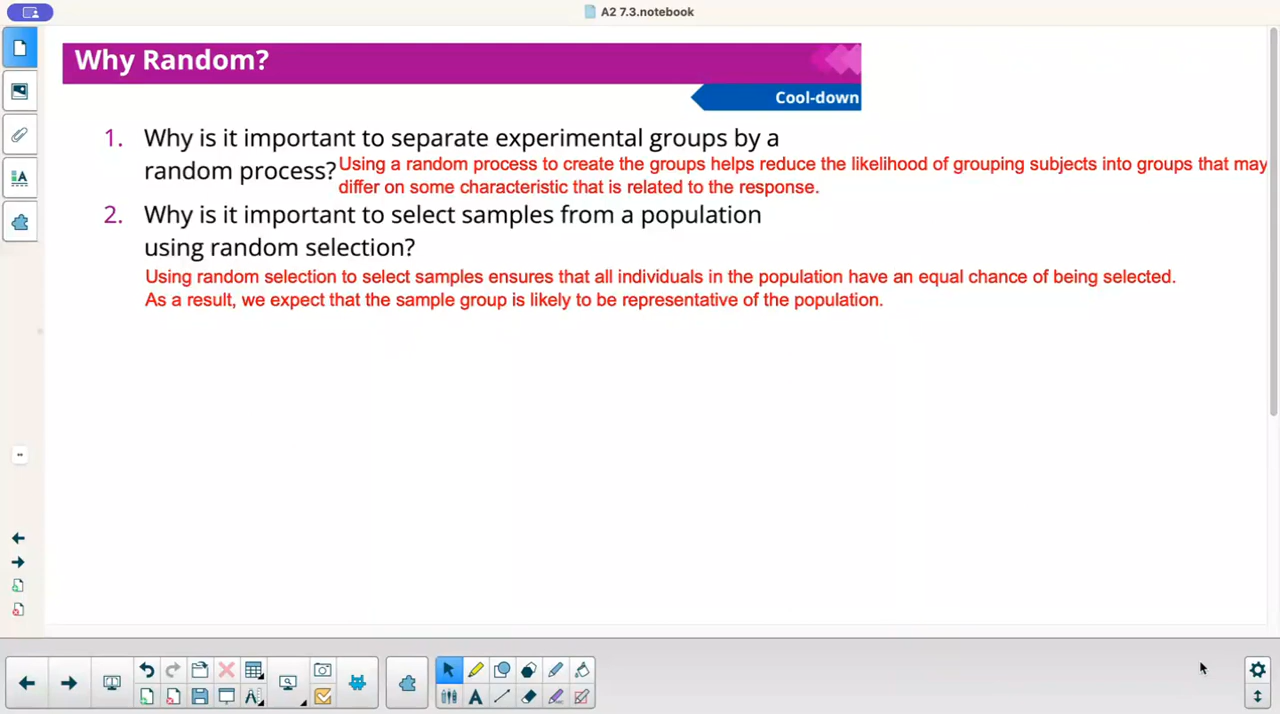 A2 7.3.notebook
Why Random?
Cool-down
1. Why is it important to separate experimental groups by a
random process? Using a random process to create the groups helps reduce the likelihood of grouping subjects into groups that may
differ on some characteristic that is related to the response.
2. Why is it important to select samples from a population
using random selection?
Using random selection to select samples ensures that all individuals in the population have an equal chance of being selected.
As a result, we expect that the sample group is likely to be representative of the population.